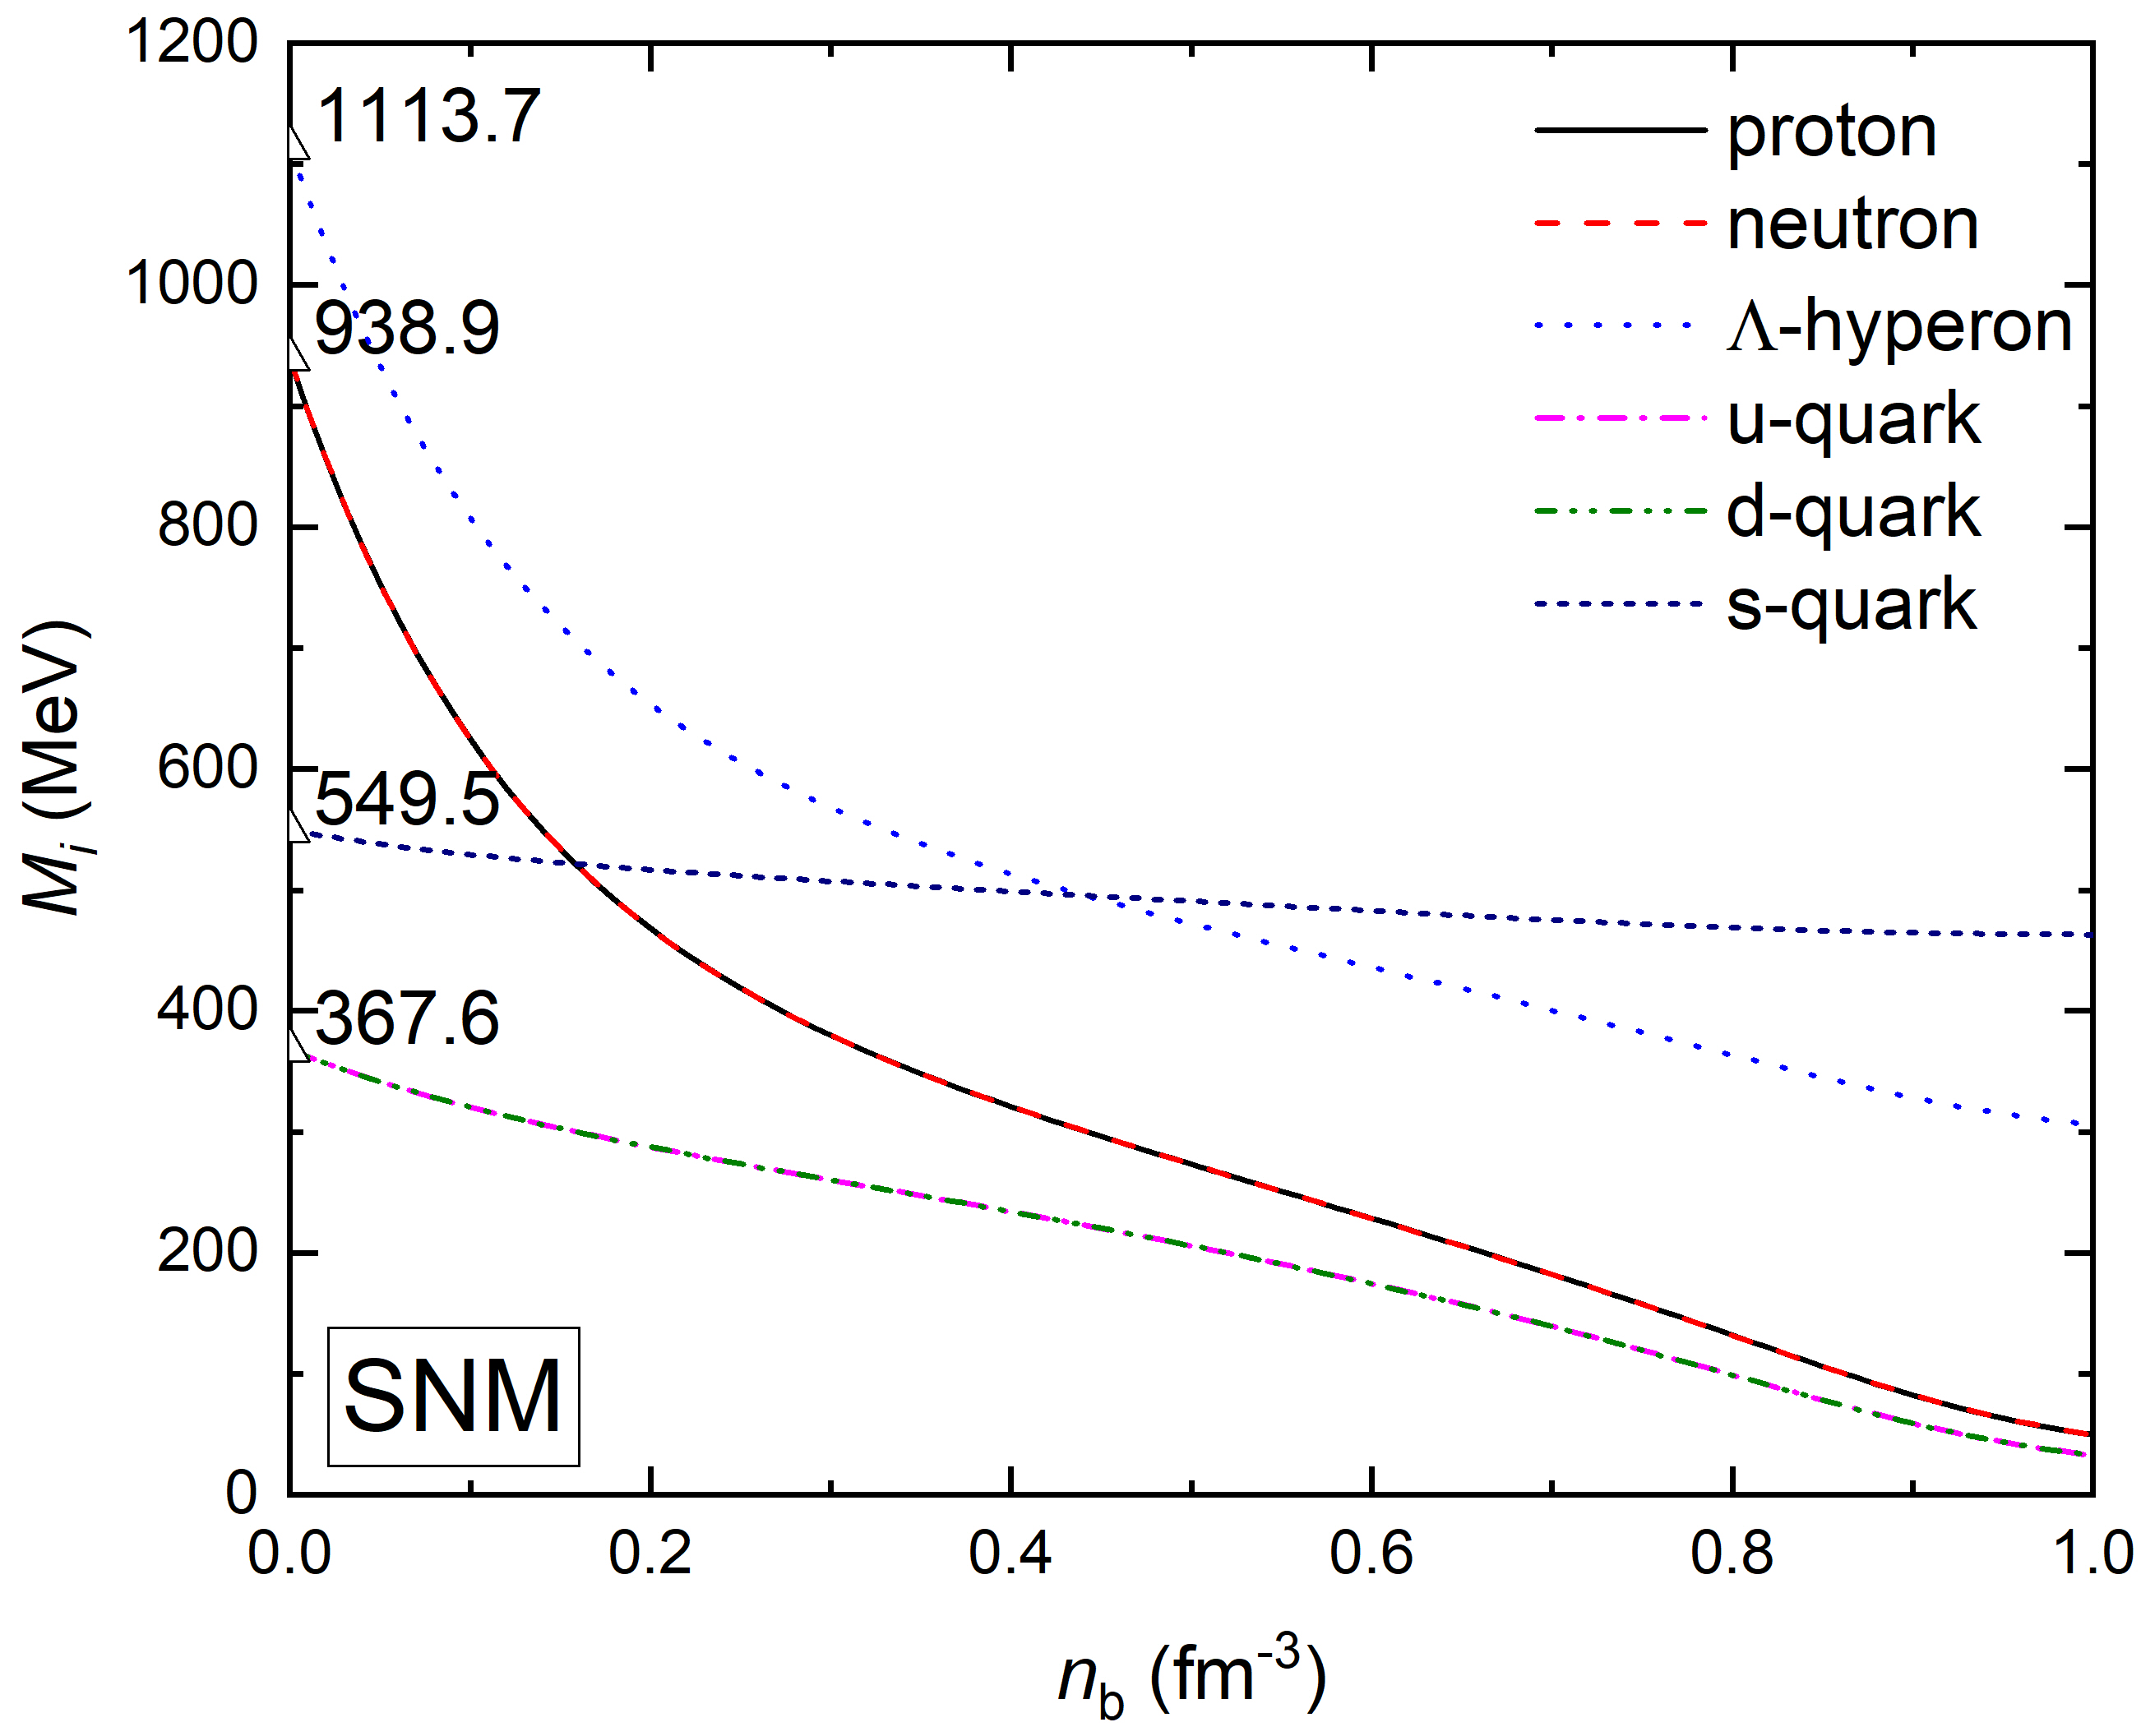 1200
1000
800
600
400
200
0
M_i (MeV)
1113.7
938.9
549.5
367.6
proton
neutron
Λ-hyperon
u-quark
d-quark
s-quark
SNM
0.0 0.2 0.4 0.6 0.8 1.0
n_b (fm^-3)